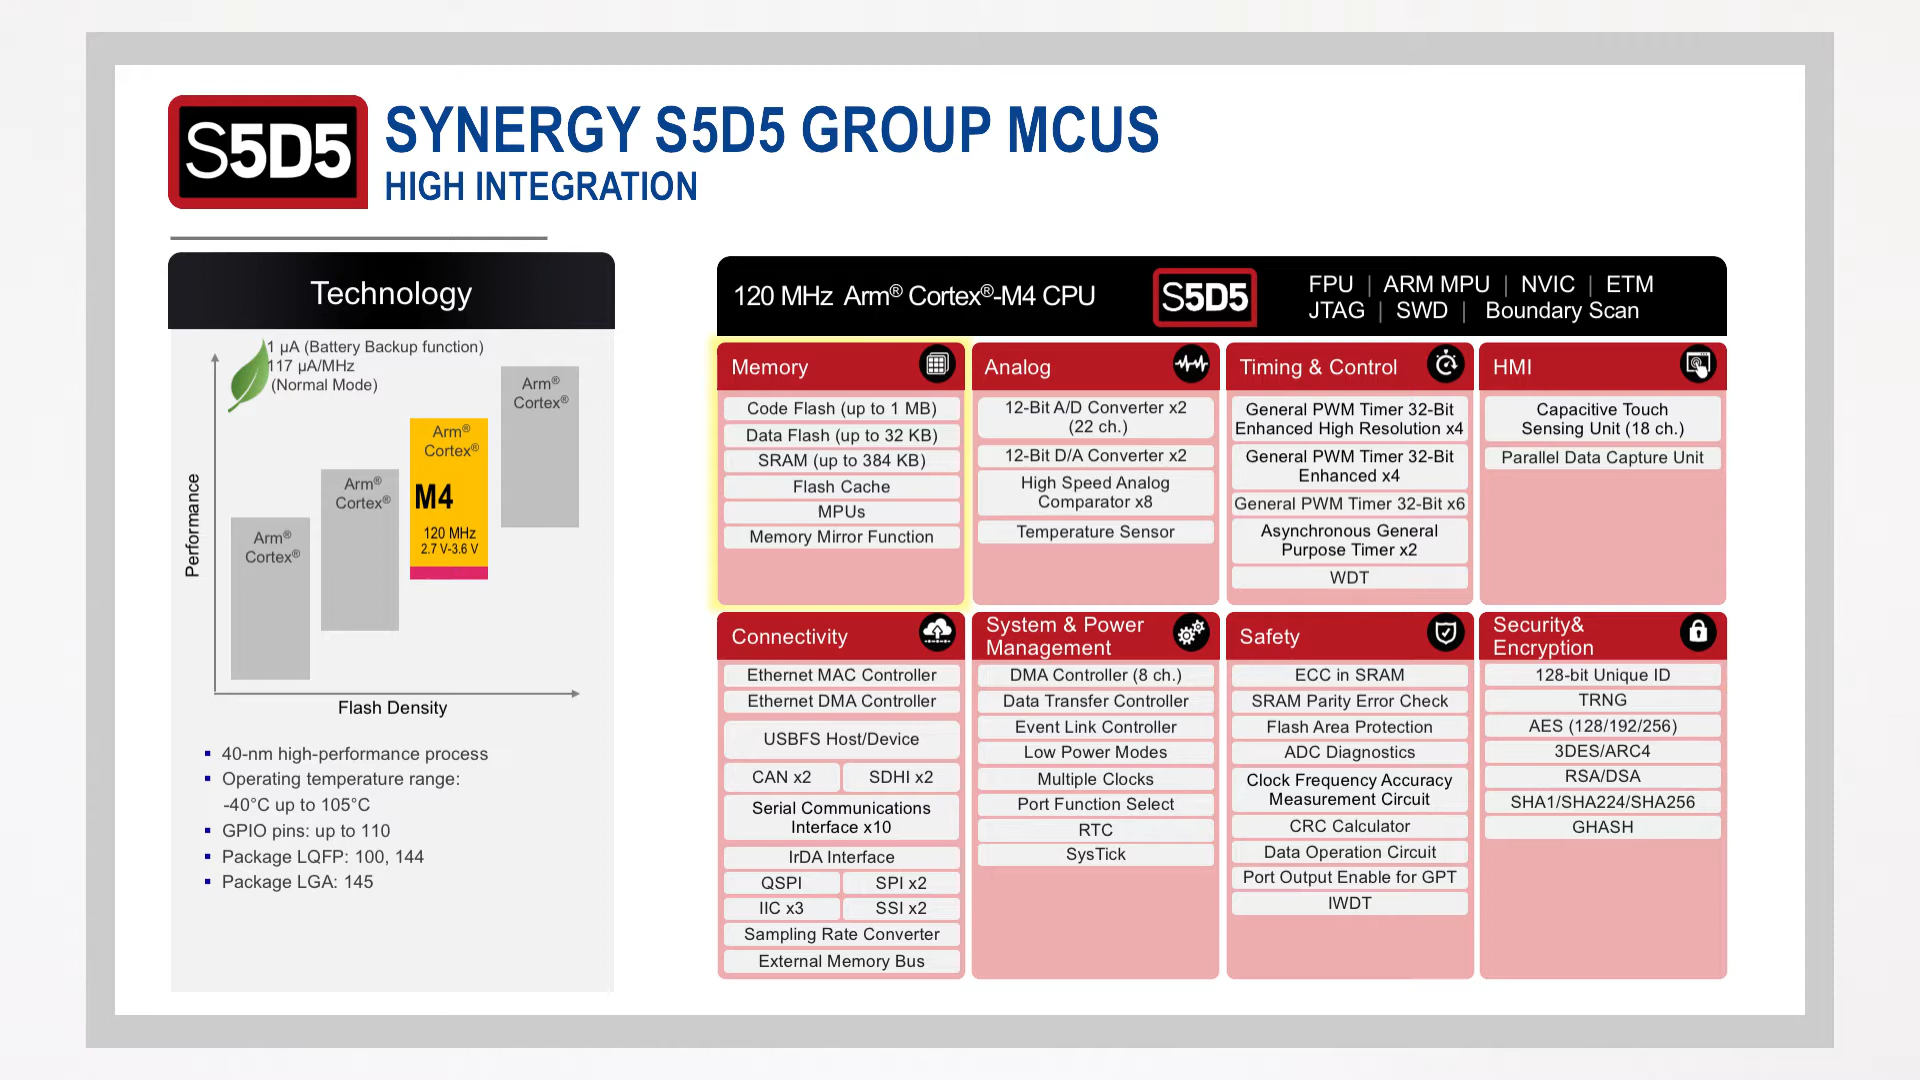 S5D5
SYNERGY S5D5 GROUP MCUS
HIGH INTEGRATION
Technology
1 µA (Battery Backup function)
117 µA/MHz
(Normal Mode)
Performance
Arm®
Cortex®
Arm®
Cortex®
Arm®
Cortex®
M4
120 MHz
2.7 V-3.6 V
Arm®
Cortex®
Flash Density
▪ 40-nm high-performance process
▪ Operating temperature range:
-40°C up to 105°C
▪ GPIO pins: up to 110
▪ Package LQFP: 100, 144
▪ Package LGA: 145
120 MHz Arm® Cortex®-M4 CPU
S5D5
FPU | ARM MPU | NVIC | ETM
JTAG | SWD | Boundary Scan
Memory
Code Flash (up to 1 MB)
Data Flash (up to 32 KB)
SRAM (up to 384 KB)
Flash Cache
MPUs
Memory Mirror Function
Analog
12-Bit A/D Converter x2
(22 ch.)
12-Bit D/A Converter x2
High Speed Analog
Comparator x8
Temperature Sensor
Timing & Control
General PWM Timer 32-Bit
Enhanced High Resolution x4
General PWM Timer 32-Bit
Enhanced x4
General PWM Timer 32-Bit x6
Asynchronous General
Purpose Timer x2
WDT
HMI
Capacitive Touch
Sensing Unit (18 ch.)
Parallel Data Capture Unit
Connectivity
Ethernet MAC Controller
Ethernet DMA Controller
USBFS Host/Device
CAN x2
SDHI x2
Serial Communications
Interface x10
IrDA Interface
QSPI
SPI x2
IIC x3
SSI x2
Sampling Rate Converter
External Memory Bus
System & Power
Management
DMA Controller (8 ch.)
Data Transfer Controller
Event Link Controller
Low Power Modes
Multiple Clocks
Port Function Select
RTC
SysTick
Safety
ECC in SRAM
SRAM Parity Error Check
Flash Area Protection
ADC Diagnostics
Clock Frequency Accuracy
Measurement Circuit
CRC Calculator
Data Operation Circuit
Port Output Enable for GPT
IWDT
Security&
Encryption
128-bit Unique ID
TRNG
AES (128/192/256)
3DES/ARC4
RSA/DSA
SHA1/SHA224/SHA256
GHASH